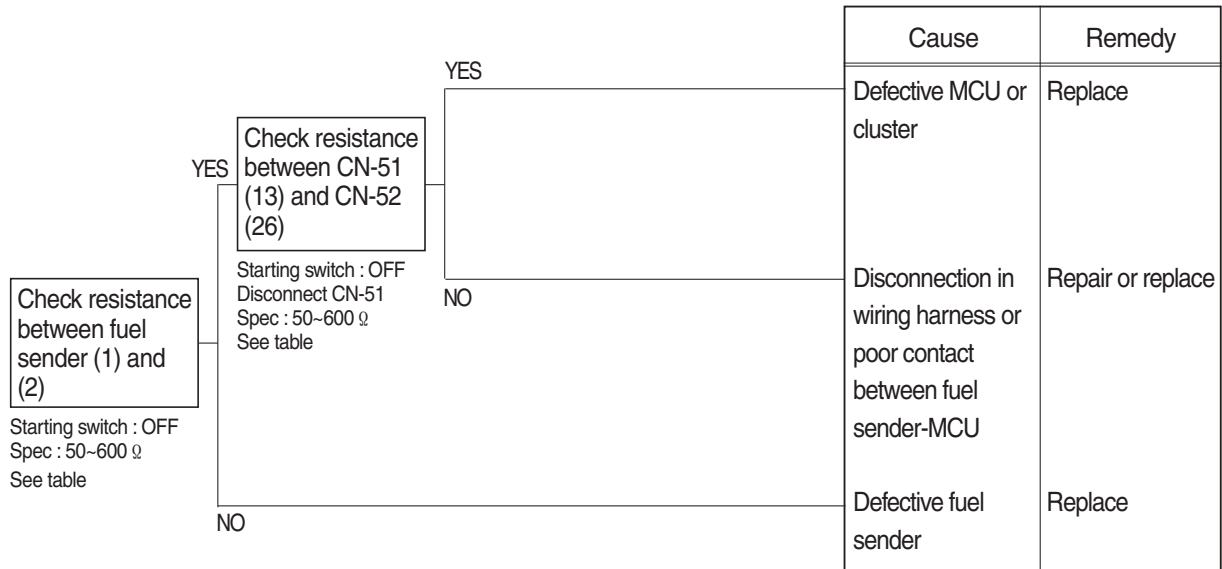 Cause
Remedy
YES
Defective MCU or
cluster
Replace
YES
Check resistance
between CN-51
(13) and CN-52
(26)
Starting switch : OFF
Disconnect CN-51
Spec : 50~600 Ω
See table
NO
Disconnection in
wiring harness or
poor contact
between fuel
sender-MCU
Repair or replace
Check resistance
between fuel
sender (1) and
(2)
Starting switch : OFF
Spec : 50~600 Ω
See table
NO
Defective fuel
sender
Replace